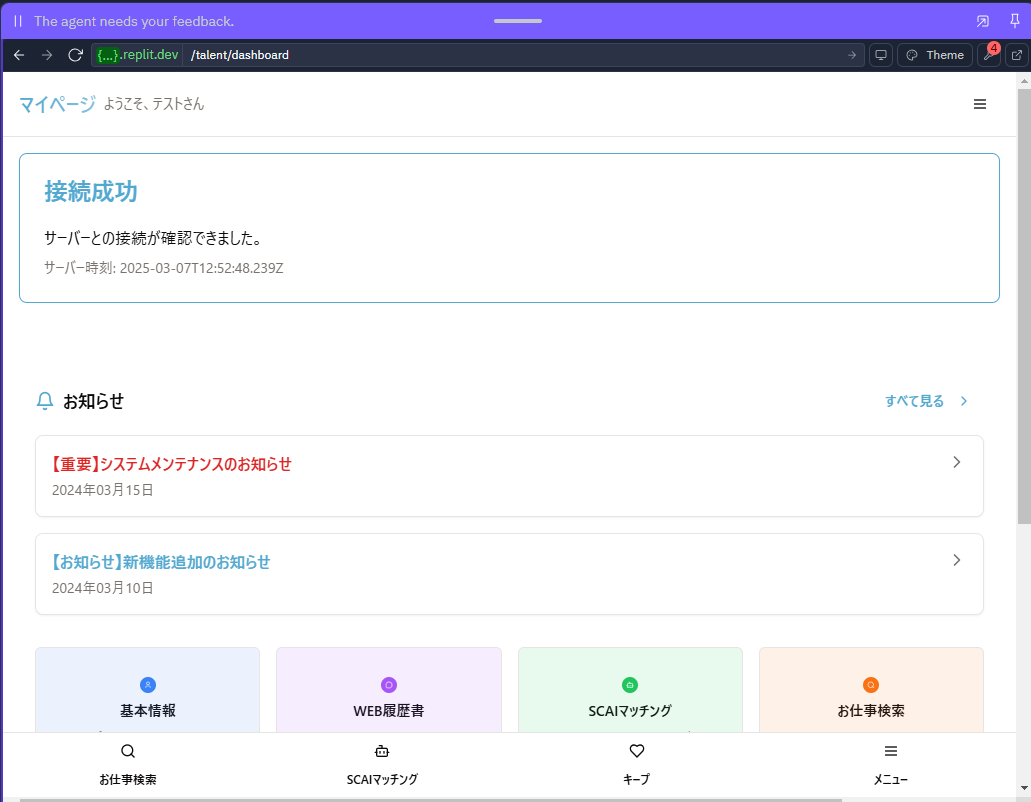 The agent needs your feedback.
{...}.replit.dev /talent/dashboard
Theme
4
マイページ ようこそ、テストさん
接続成功
サーバーとの接続が確認できました。
サーバー時刻: 2025-03-07T12:52:48.239Z
お知らせ
すべて見る
【重要】システムメンテナンスのお知らせ
2024年03月15日
【お知らせ】新機能追加のお知らせ
2024年03月10日
基本情報
WEB履歴書
SCAIマッチング
お仕事検索
お仕事検索
SCAIマッチング
キープ
メニュー